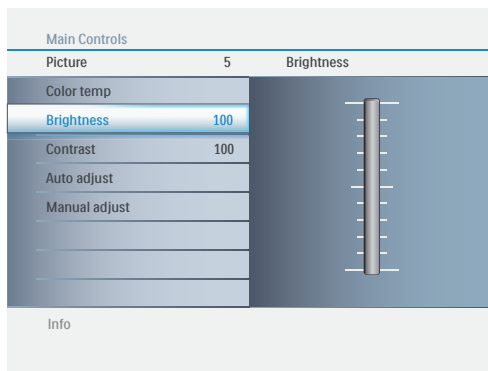 Main Controls
Picture 5 Brightness
Color temp
Brightness 100
Contrast 100
Auto adjust
Manual adjust
Info